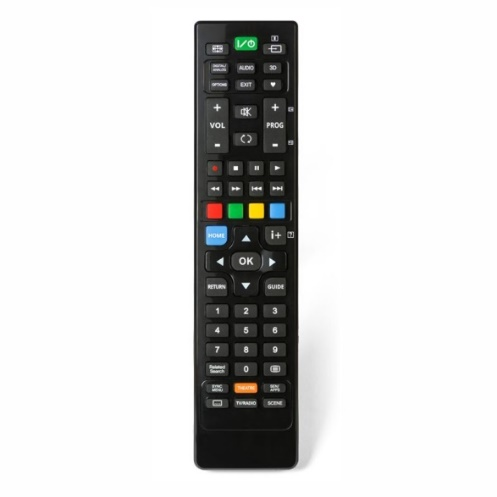 I/
DIGITAL/ AUDIO 3D
ANALOG
OPTIONS EXIT
+ +
VOL PROG
- -
HOME i+ ?
OK
RETURN GUIDE
1 2 3
4 5 6
7 8 9
Related
Search 0
SYNC THEATRE SEN/
MENU APPS
TV/RADIO SCENE